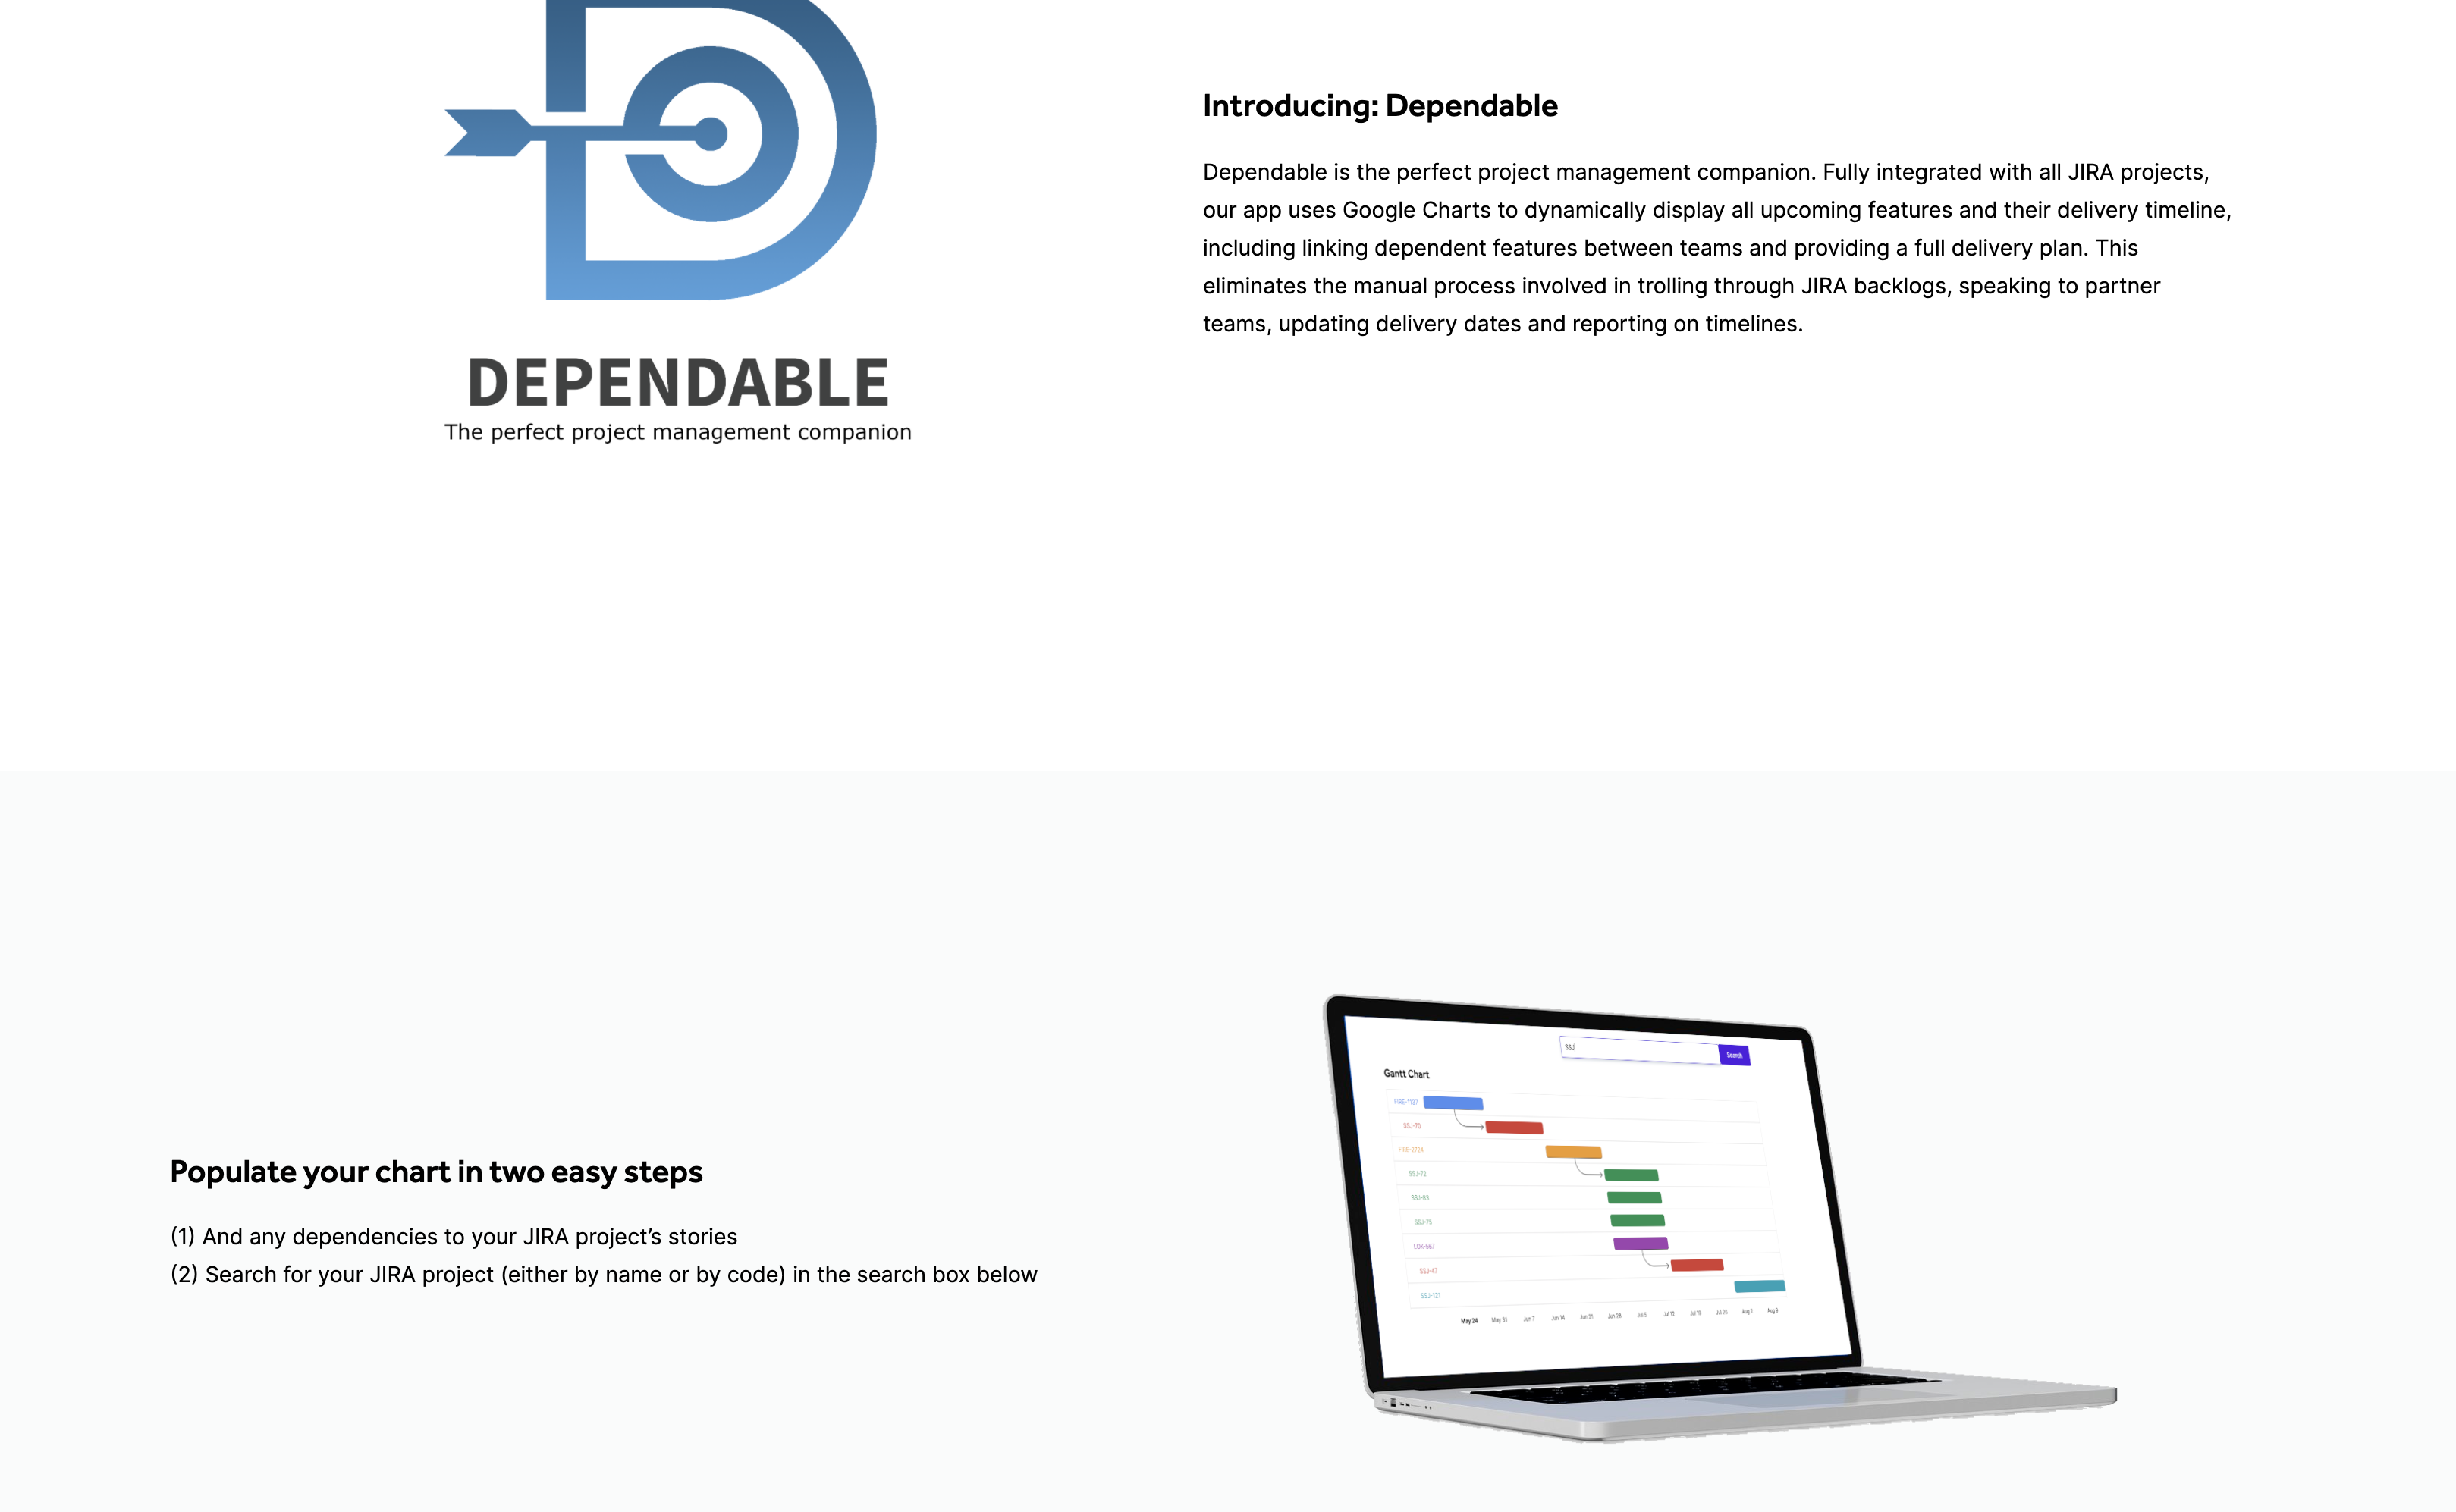 DEPENDABLE
The perfect project management companion
Introducing: Dependable
Dependable is the perfect project management companion. Fully integrated with all JIRA projects,
our app uses Google Charts to dynamically display all upcoming features and their delivery timeline,
including linking dependent features between teams and providing a full delivery plan. This
eliminates the manual process involved in trolling through JIRA backlogs, speaking to partner
teams, updating delivery dates and reporting on timelines.
Populate your chart in two easy steps
(1) And any dependencies to your JIRA project’s stories
(2) Search for your JIRA project (either by name or by code) in the search box below
SSJ
Search
Gantt Chart
FIRE-1137
SSJ-70
FIRE-2724
SSJ-72
SSJ-83
SSJ-75
LOK-567
SSJ-47
SSJ-121
May 24 May 31 Jun 7 Jun 14 Jun 21 Jun 28 Jul 5 Jul 12 Jul 19 Jul 26 Aug 2 Aug 9